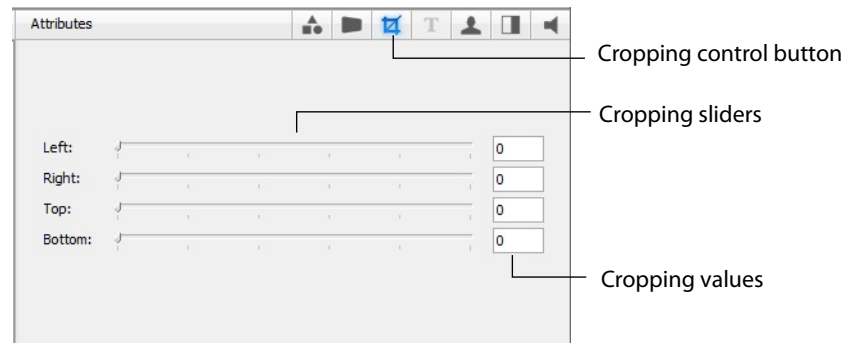 Attributes
T
Cropping control button
Cropping sliders
Left: 0
Right: 0
Top: 0
Bottom: 0
Cropping values